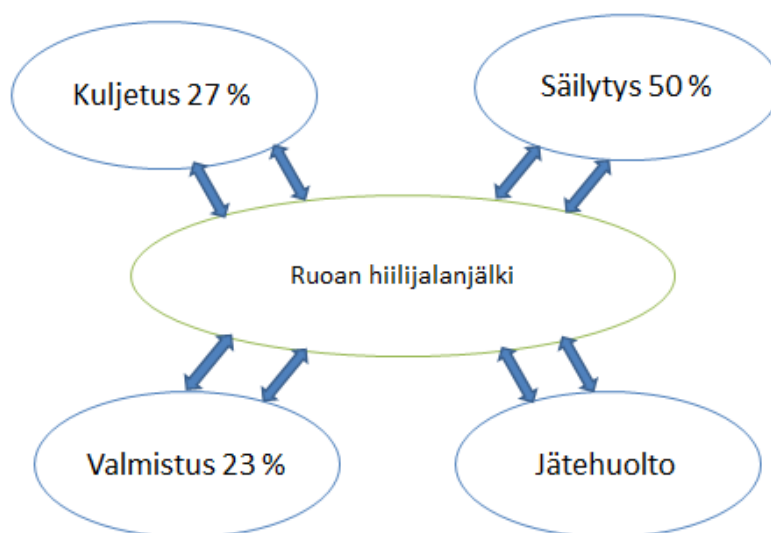 Kuljetus 27 %
Säilytys 50 %
Ruoan hiilijalanjälki
Valmistus 23 %
Jätehuolto